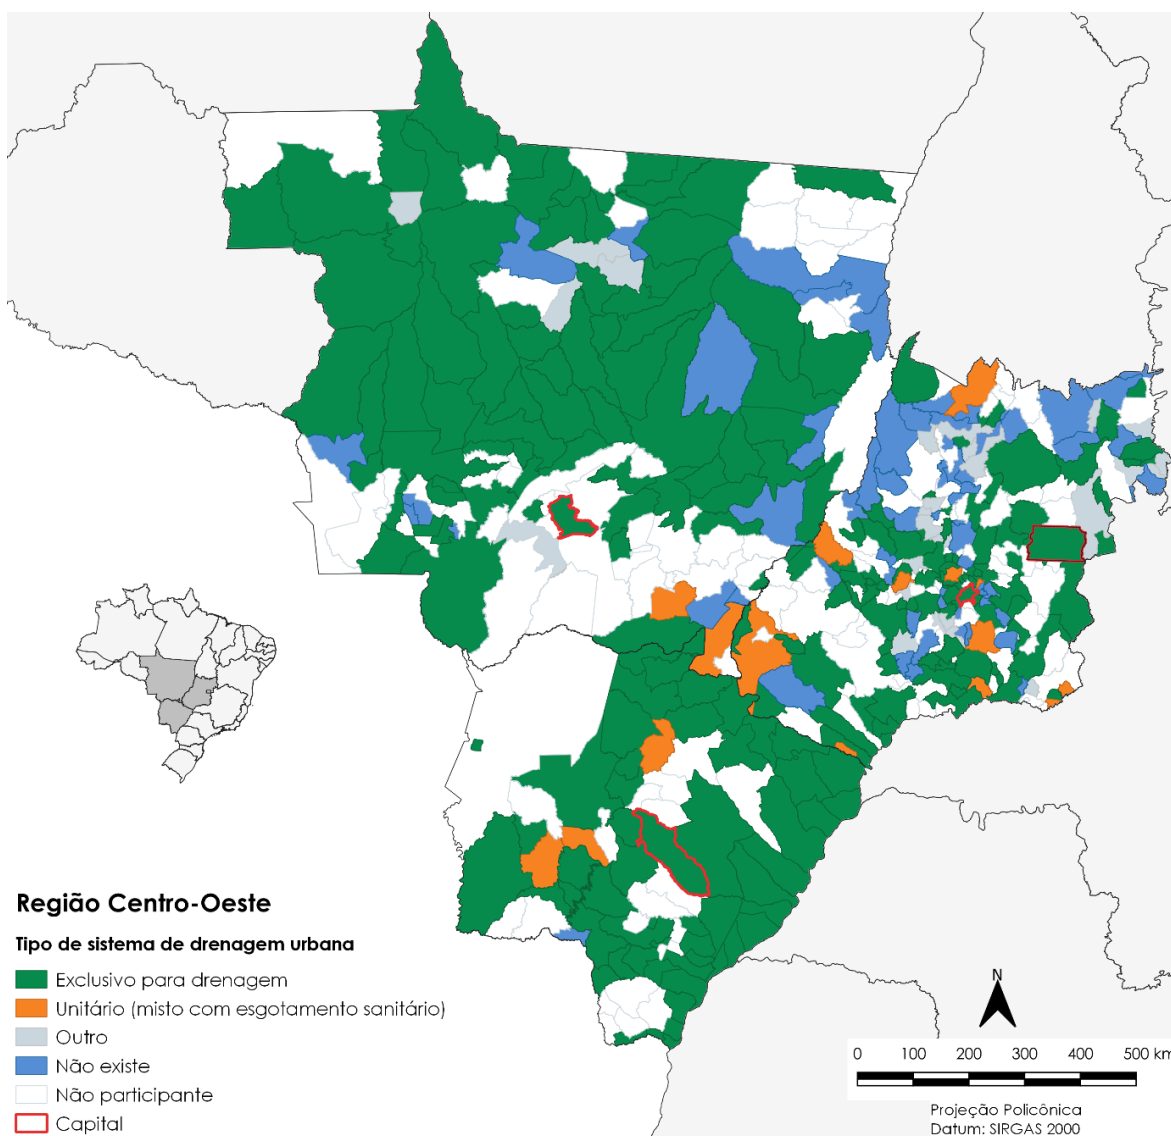 Região Centro-Oeste
Tipo de sistema de drenagem urbana
Exclusivo para drenagem
Unitário (misto com esgotamento sanitário)
Outro
Não existe
Não participante
Capital
N
0 100 200 300 400 500 km
Projeção Policônica
Datum: SIRGAS 2000